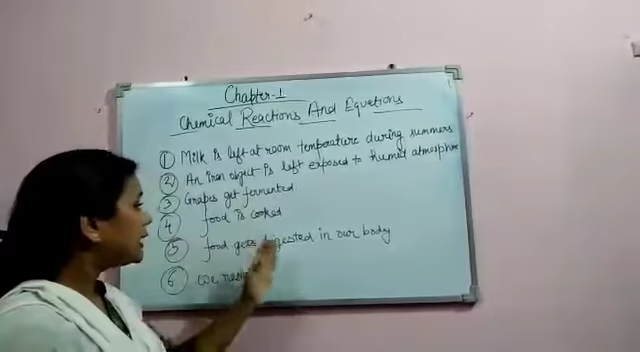 Chapter-1
Chemical Reactions And Equetions
① Milk is left at room temperature during summers
② An iron object is left exposed to humid atmosphere
③ Grapes get fermented
④ food is cooked
⑤ food gets digested in our body
⑥ we